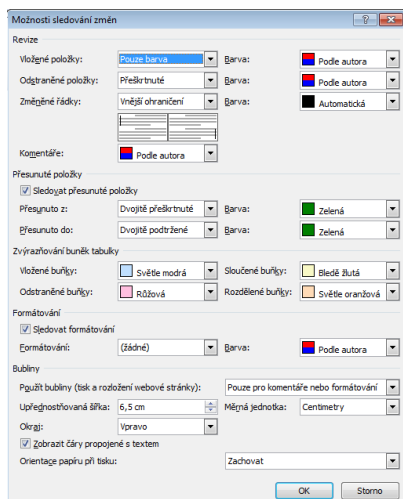 Možnosti sledování změn
Revize
Vložené položky: Pouze barva Barva: Podle autora
Odstraněné položky: Přeškrtnuté Barva: Podle autora
Změněné řádky: Vnější ohraničení Barva: Automatická
Komentáře: Podle autora
Přesunuté položky
Sledovat přesunuté položky
Přesunuto z: Dvojitě přeškrtnuté Barva: Zelená
Přesunuto do: Dvojitě podtržené Barva: Zelená
Zvýrazňování buněk tabulky
Vložené buňky: Světle modrá Sloučené buňky: Bledě žlutá
Odstraněné buňky: Růžová Rozdělené buňky: Světle oranžová
Formátování
Sledovat formátování
Formátování: (žádné) Barva: Podle autora
Bubliny
Použít bubliny (tisk a rozložení webové stránky): Pouze pro komentáře nebo formátování
Upřednostňovaná šířka: 6,5 cm Měrná jednotka: Centimetry
Okraj: Vpravo
Zobrazit čáry propojené s textem
Orientace papíru při tisku: Zachovat
OK Storno